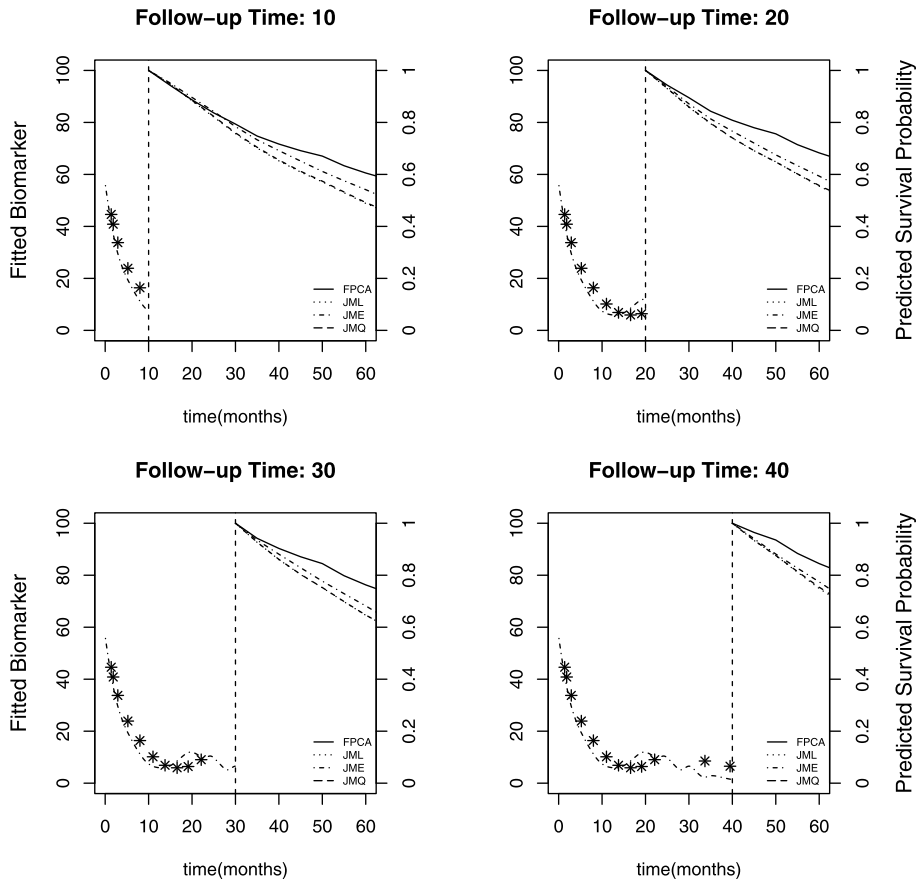 Follow−up Time: 10
Fitted Biomarker
100
80
60
40
20
0
1
0.8
0.6
0.4
0.2
0
FPCA
JML
JME
JMQ
0 10 20 30 40 50 60
time(months)
Follow−up Time: 20
100
80
60
40
20
0
1
0.8
0.6
0.4
0.2
0
Predicted Survival Probability
FPCA
JML
JME
JMQ
0 10 20 30 40 50 60
time(months)
Follow−up Time: 30
Fitted Biomarker
100
80
60
40
20
0
1
0.8
0.6
0.4
0.2
0
FPCA
JML
JME
JMQ
0 10 20 30 40 50 60
time(months)
Follow−up Time: 40
100
80
60
40
20
0
1
0.8
0.6
0.4
0.2
0
Predicted Survival Probability
FPCA
JML
JME
JMQ
0 10 20 30 40 50 60
time(months)